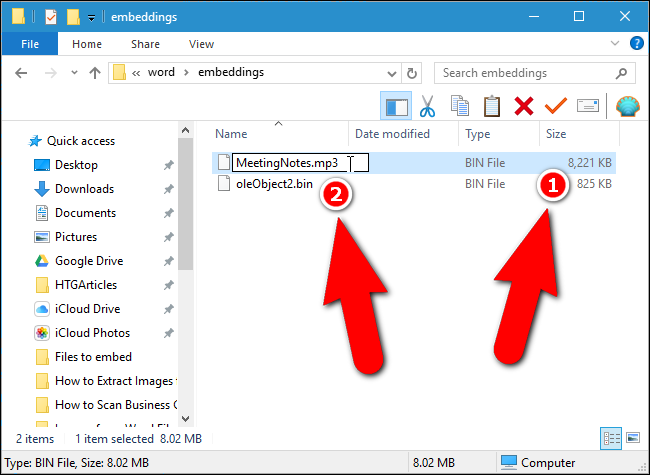 embeddings
File Home Share View
« word › embeddings
Search embeddings
Name Date modified Type Size
MeetingNotes.mp3 BIN File 8,221 KB
oleObject2.bin BIN File 825 KB
2 1
Quick access
Desktop
Downloads
Documents
Pictures
Google Drive
HTGArticles
iCloud Drive
iCloud Photos
Files to embed
How to Extract Images
How to Scan Business C
2 items 1 item selected 8.02 MB
Type: BIN File, Size: 8.02 MB 8.02 MB Computer